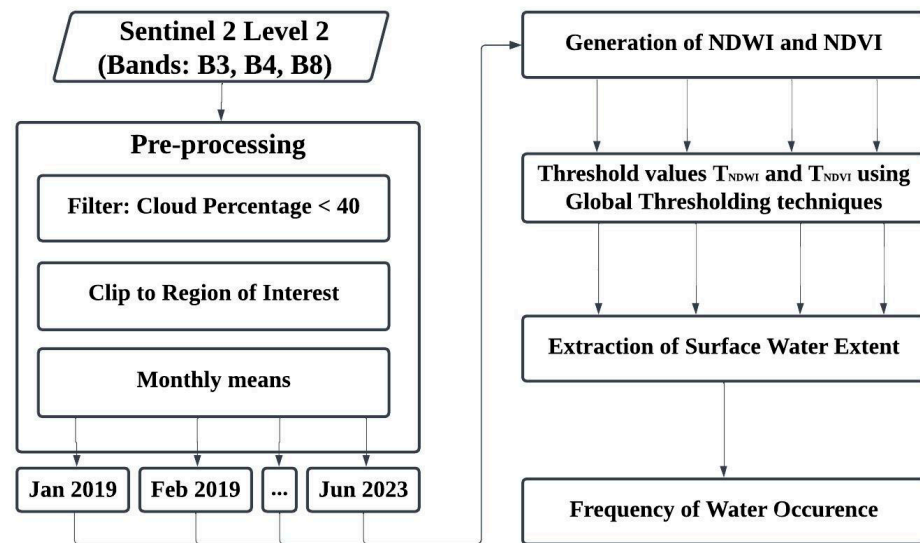 Sentinel 2 Level 2
(Bands: B3, B4, B8)
Pre-processing
Filter: Cloud Percentage < 40
Clip to Region of Interest
Monthly means
Jan 2019
Feb 2019
...
Jun 2023
Generation of NDWI and NDVI
Threshold values TNDWI and TNDVI using
Global Thresholding techniques
Extraction of Surface Water Extent
Frequency of Water Occurence